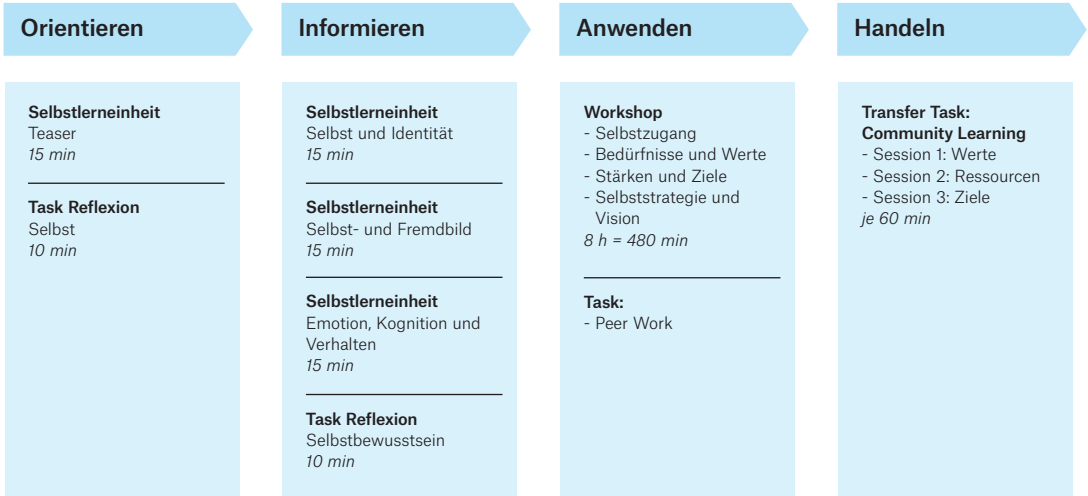 Orientieren
Selbstlerneinheit
Teaser
15 min
Task Reflexion
Selbst
10 min
Informieren
Selbstlerneinheit
Selbst und Identität
15 min
Selbstlerneinheit
Selbst- und Fremdbild
15 min
Selbstlerneinheit
Emotion, Kognition und
Verhalten
15 min
Task Reflexion
Selbstbewusstsein
10 min
Anwenden
Workshop
- Selbstzugang
- Bedürfnisse und Werte
- Stärken und Ziele
- Selbststrategie und
Vision
8 h = 480 min
Task:
- Peer Work
Handeln
Transfer Task:
Community Learning
- Session 1: Werte
- Session 2: Ressourcen
- Session 3: Ziele
je 60 min